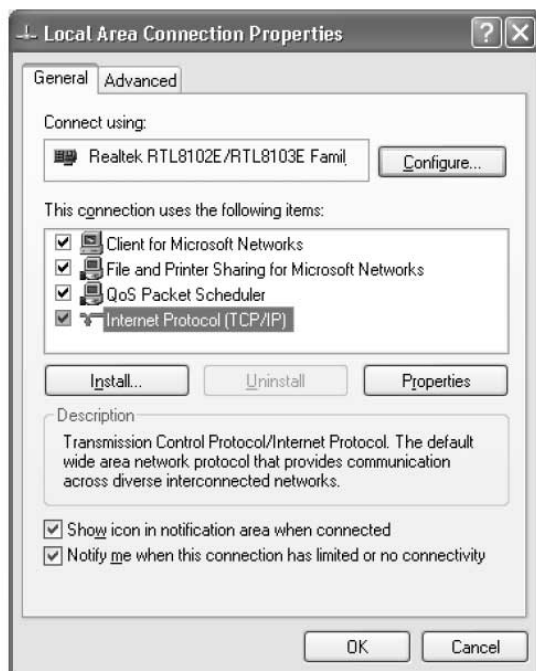 Local Area Connection Properties
General
Advanced
Connect using:
Realtek RTL8102E/RTL8103E Famil
Configure...
This connection uses the following items:
Client for Microsoft Networks
File and Printer Sharing for Microsoft Networks
QoS Packet Scheduler
Internet Protocol (TCP/IP)
Install...
Uninstall
Properties
Description
Transmission Control Protocol/Internet Protocol. The default
wide area network protocol that provides communication
across diverse interconnected networks.
Show icon in notification area when connected
Notify me when this connection has limited or no connectivity
OK
Cancel